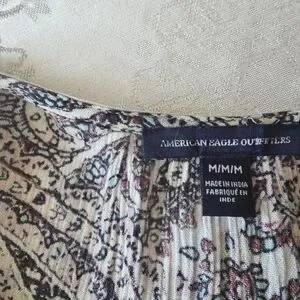 AMERICAN EAGLE OUTFITTERS
M/M/M
MADE IN INDIA
FABRIQUÉ EN
INDE